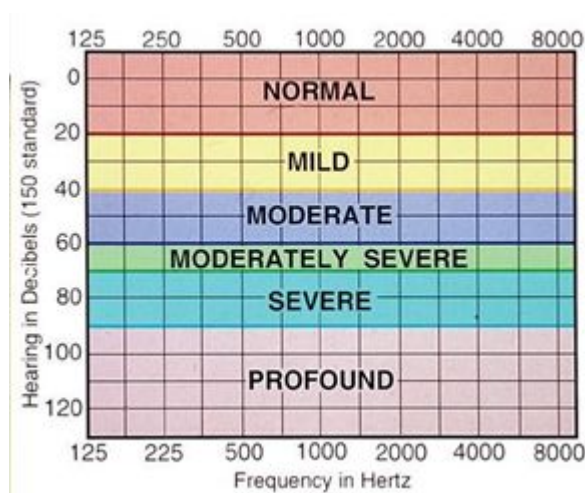 125 250 500 1000 2000 4000 8000
0
NORMAL
20
MILD
40
MODERATE
60
MODERATELY SEVERE
80
SEVERE
100
PROFOUND
120
125 225 500 1000 2000 4000 8000
Frequency in Hertz
Hearing in Decibels (150 standard)